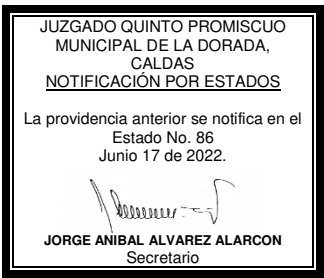 JUZGADO QUINTO PROMISCUO
MUNICIPAL DE LA DORADA,
CALDAS
NOTIFICACIÓN POR ESTADOS
La providencia anterior se notifica en el
Estado No. 86
Junio 17 de 2022.
JORGE ANIBAL ALVAREZ ALARCON
Secretario